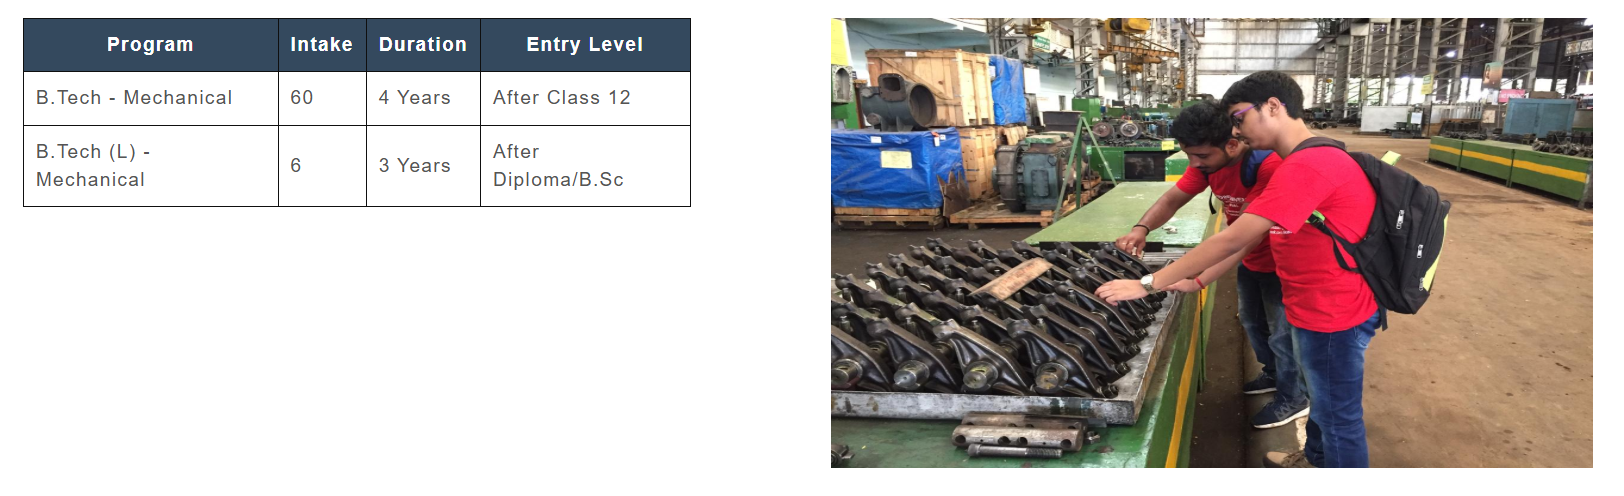 Program Intake Duration Entry Level
B.Tech - Mechanical 60 4 Years After Class 12
B.Tech (L) -
Mechanical 6 3 Years After
Diploma/B.Sc